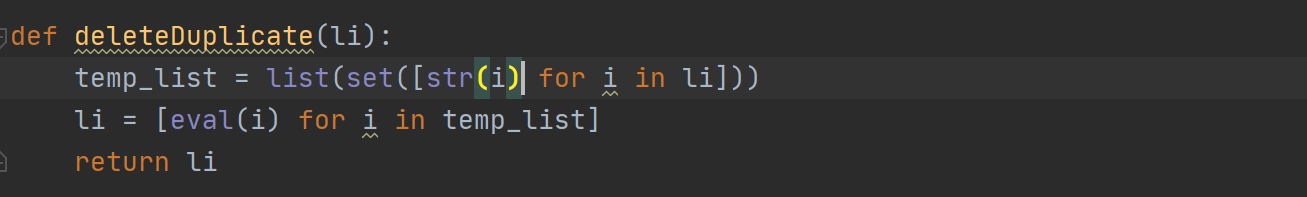 def deleteDuplicate(li):
    temp_list = list(set([str(i) for i in li]))
    li = [eval(i) for i in temp_list]
    return li